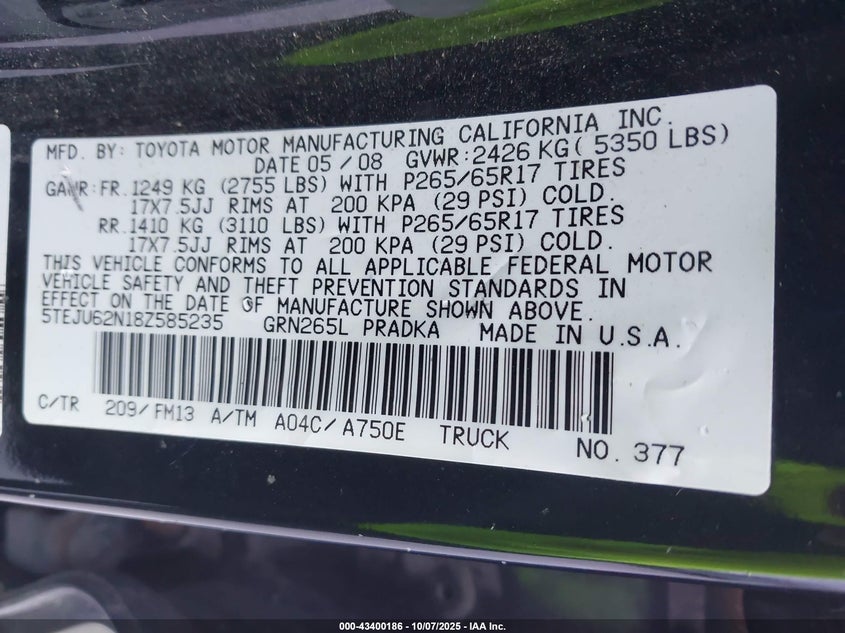 MFD. BY: TOYOTA MOTOR MANUFACTURING CALIFORNIA INC.
DATE 05 / 08 GVWR: 2426 KG ( 5350 LBS)
GAWR: FR. 1249 KG (2755 LBS) WITH P265/65R17 TIRES
17X7.5JJ RIMS AT 200 KPA (29 PSI) COLD.
RR. 1410 KG (3110 LBS) WITH P265/65R17 TIRES
17X7.5JJ RIMS AT 200 KPA (29 PSI) COLD.
THIS VEHICLE CONFORMS TO ALL APPLICABLE FEDERAL MOTOR
VEHICLE SAFETY AND THEFT PREVENTION STANDARDS IN
EFFECT ON THE DATE OF MANUFACTURE SHOWN ABOVE.
5TEJU62N18Z585235 GRN265L PRADKA MADE IN U.S.A.
C/TR 209/ FM13 A/TM A04C/ A750E TRUCK NO. 377
000-43400186 - 10/07/2025 - IAA Inc.